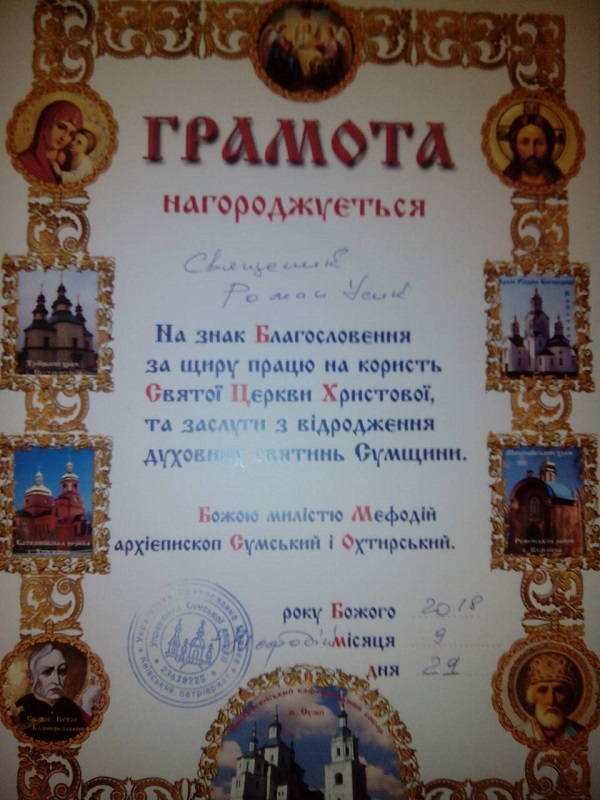 ГРАМОТА
нагороджується
Священик
Роман Усик
На знак Благословення
за щиру працю на користь
Святої Церкви Христової,
та заслуги з відродження
духовних святинь Сумщини.
Божою милістю Мефодій
архієпископ Сумський і Охтирський.
року Божого 2018
місяця 9
дня 29